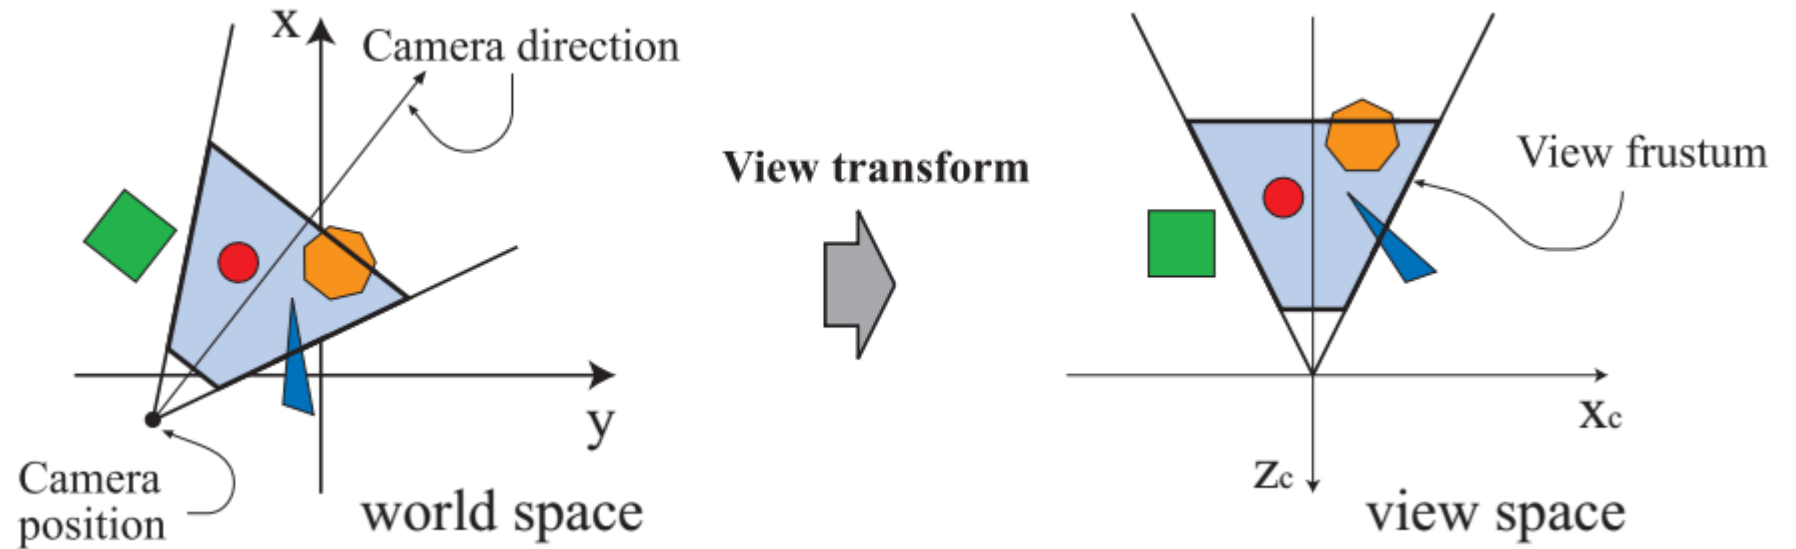 x
Camera direction
y
Camera
position
world space
View transform
View frustum
xc
zc
view space